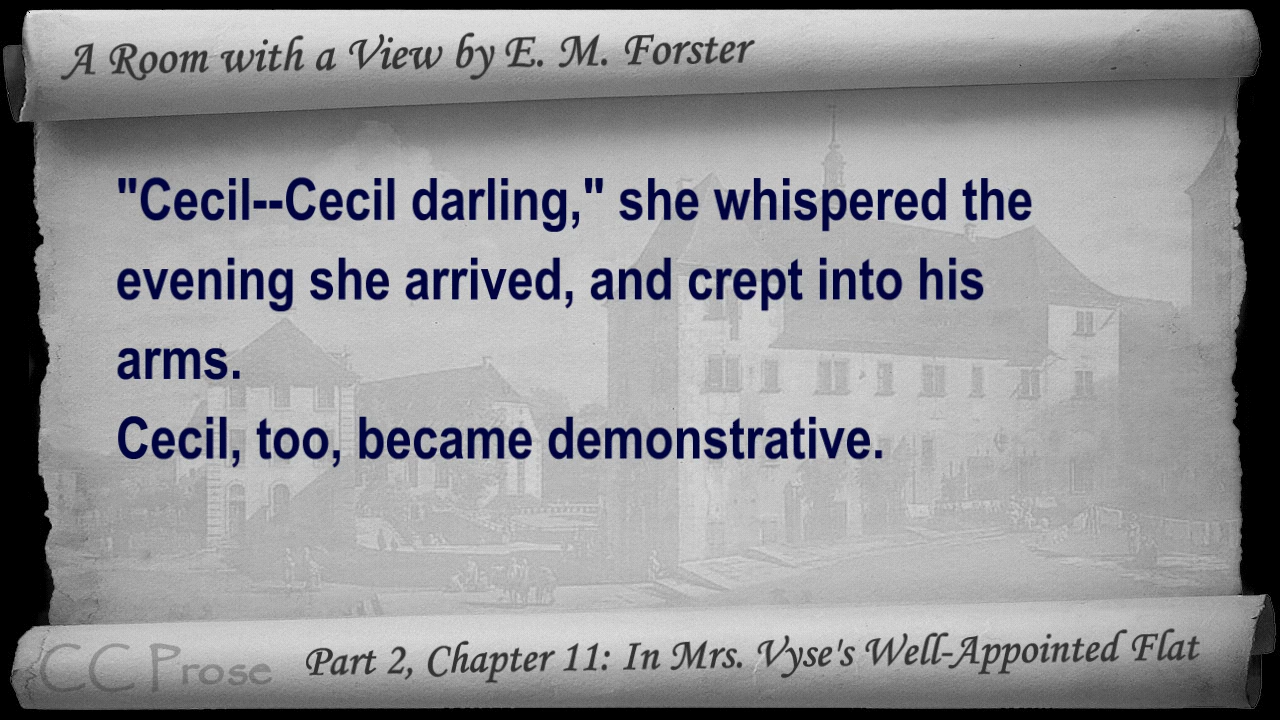 A Room with a View by E. M. Forster
"Cecil--Cecil darling," she whispered the
evening she arrived, and crept into his
arms.
Cecil, too, became demonstrative.
CC Prose
Part 2, Chapter 11: In Mrs. Vyse's Well-Appointed Flat